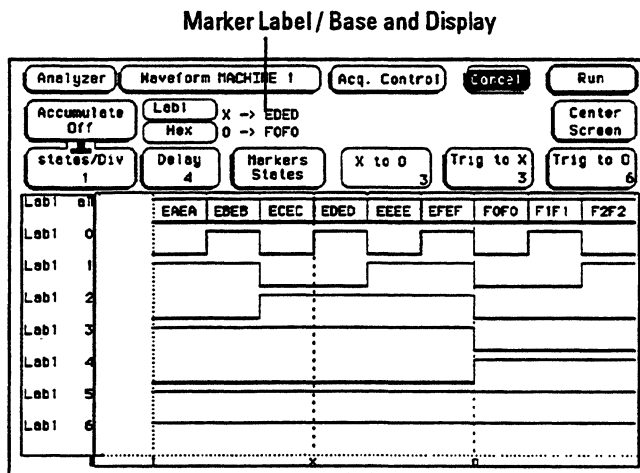 Marker Label / Base and Display
Analyzer Waveform MACHINE 1 Acq. Control Cancel Run
Accumulate Off Lab1 X -> EDED Center Screen
Hex O -> F0F0
states/Div 1 Delay 4 Markers States X to O 3 Trig to X 3 Trig to O 6
Lab1 all EAEA EBEB ECEC EDED EEEE EFEF F0F0 F1F1 F2F2
Lab1 0
Lab1 1
Lab1 2
Lab1 3
Lab1 4
Lab1 5
Lab1 6
X O